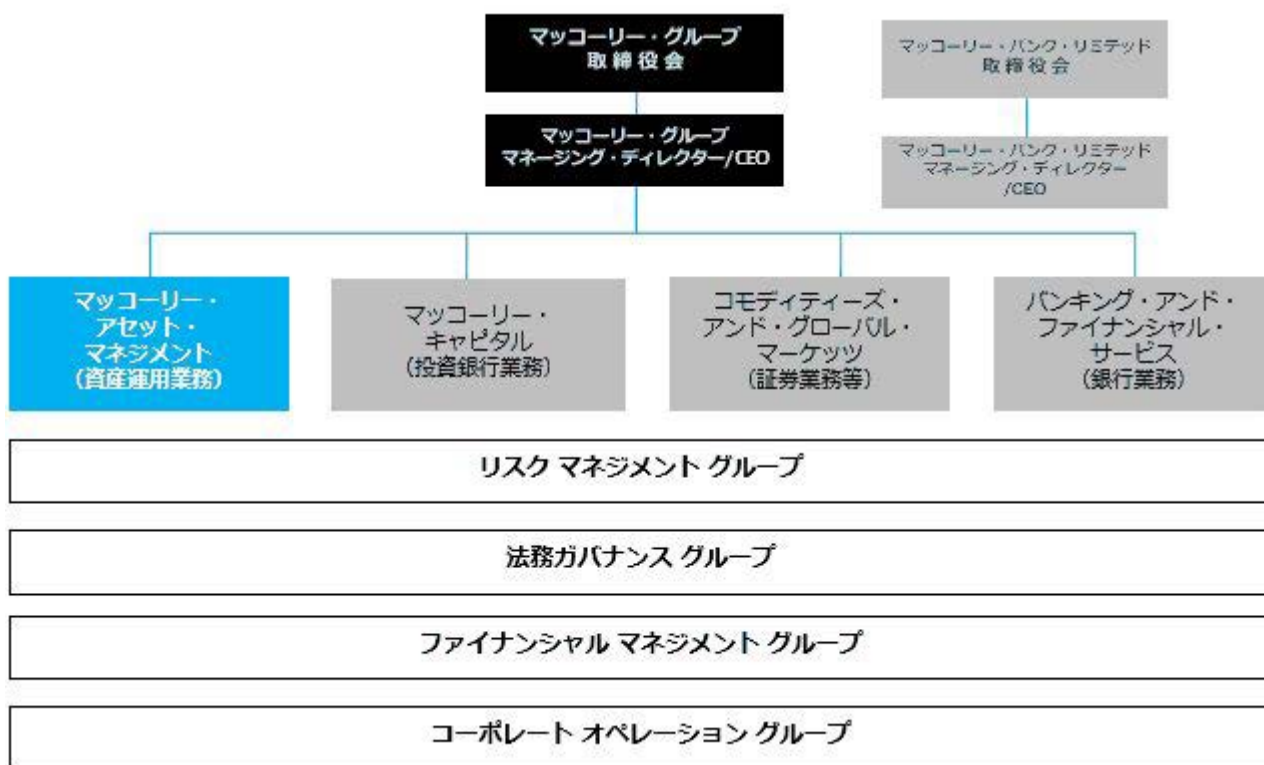 マッコーリー・グループ
取締役会
マッコーリー・バンク・リミテッド
取締役会
マッコーリー・グループ
マネージング・ディレクター/CEO
マッコーリー・バンク・リミテッド
マネージング・ディレクター
/CEO
マッコーリー・
アセット・
マネジメント
（資産運用業務）
マッコーリー・
キャピタル
（投資銀行業務）
コモディティーズ・
アンド・グローバル・
マーケッツ
（証券業務等）
バンキング・アンド・
ファイナンシャル・
サービス
（銀行業務）
リスク マネジメント グループ
法務ガバナンス グループ
ファイナンシャル マネジメント グループ
コーポレート オペレーション グループ